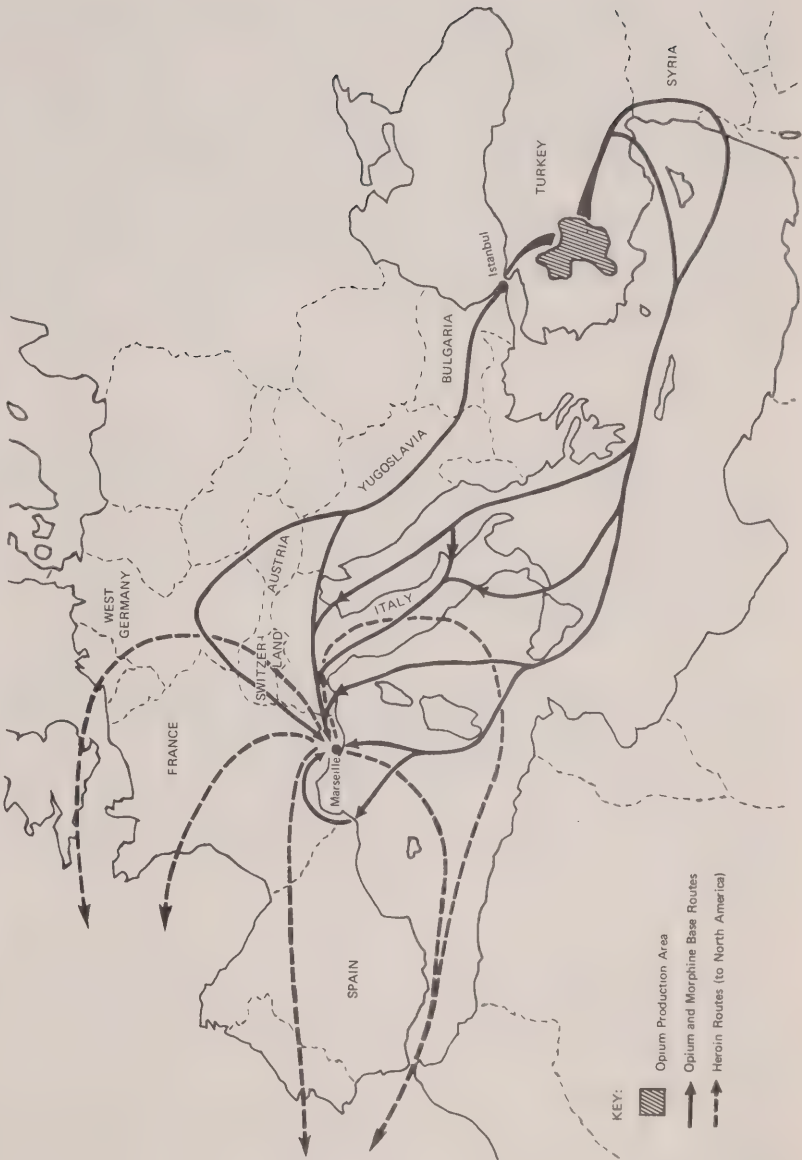 WEST
GERMANY
FRANCE
SWITZER-
LAND
AUSTRIA
YUGOSLAVIA
BULGARIA
Istanbul
TURKEY
SYRIA
ITALY
Marseille
SPAIN
KEY:
Opium Production Area
Opium and Morphine Base Routes
Heroin Routes (to North America)